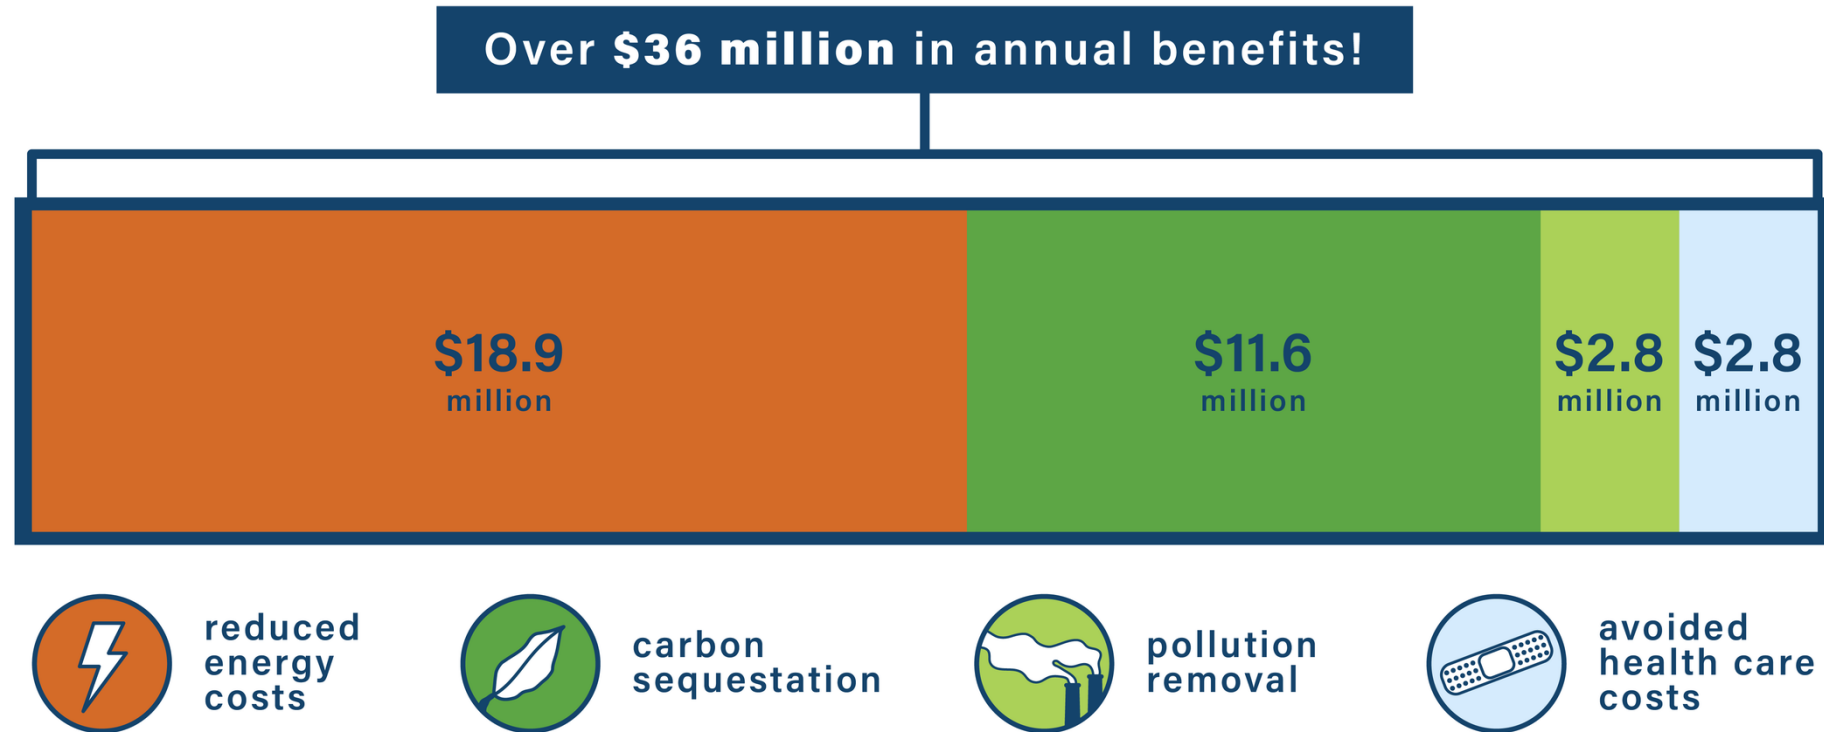 Over $36 million in annual benefits!
$18.9
million
$11.6
million
$2.8
million
$2.8
million
reduced
energy
costs
carbon
sequestation
pollution
removal
avoided
health care
costs